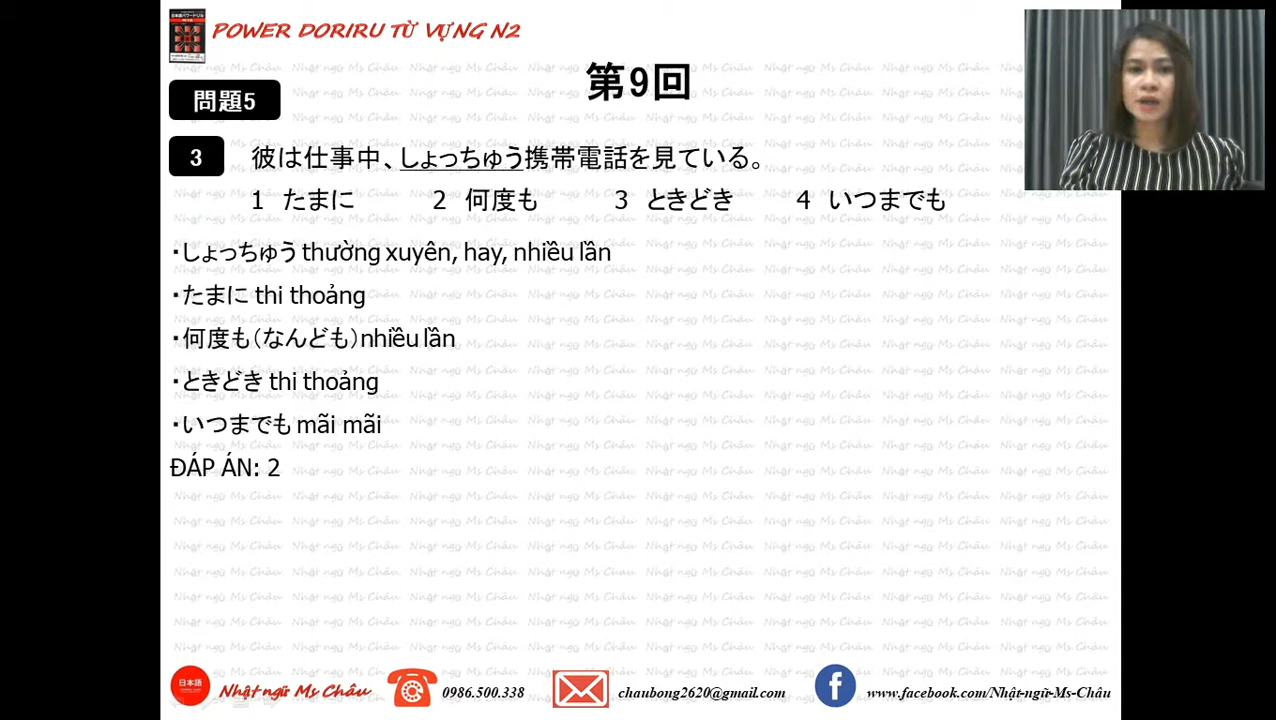 POWER DORIRU TỪ VỰNG N2
第9回
問題5
3 彼は仕事中、しょっちゅう携帯電話を見ている。
1 たまに 2 何度も 3 ときどき 4 いつまでも
・しょっちゅう thường xuyên, hay, nhiều lần
・たまに thi thoảng
・何度も（なんども）nhiều lần
・ときどき thi thoảng
・いつまでも mãi mãi
ĐÁP ÁN: 2
日本語 Nhật ngữ Ms Châu 0986.500.338 chaubong2620@gmail.com www.facebook.com/Nhật-ngữ-Ms-Châu